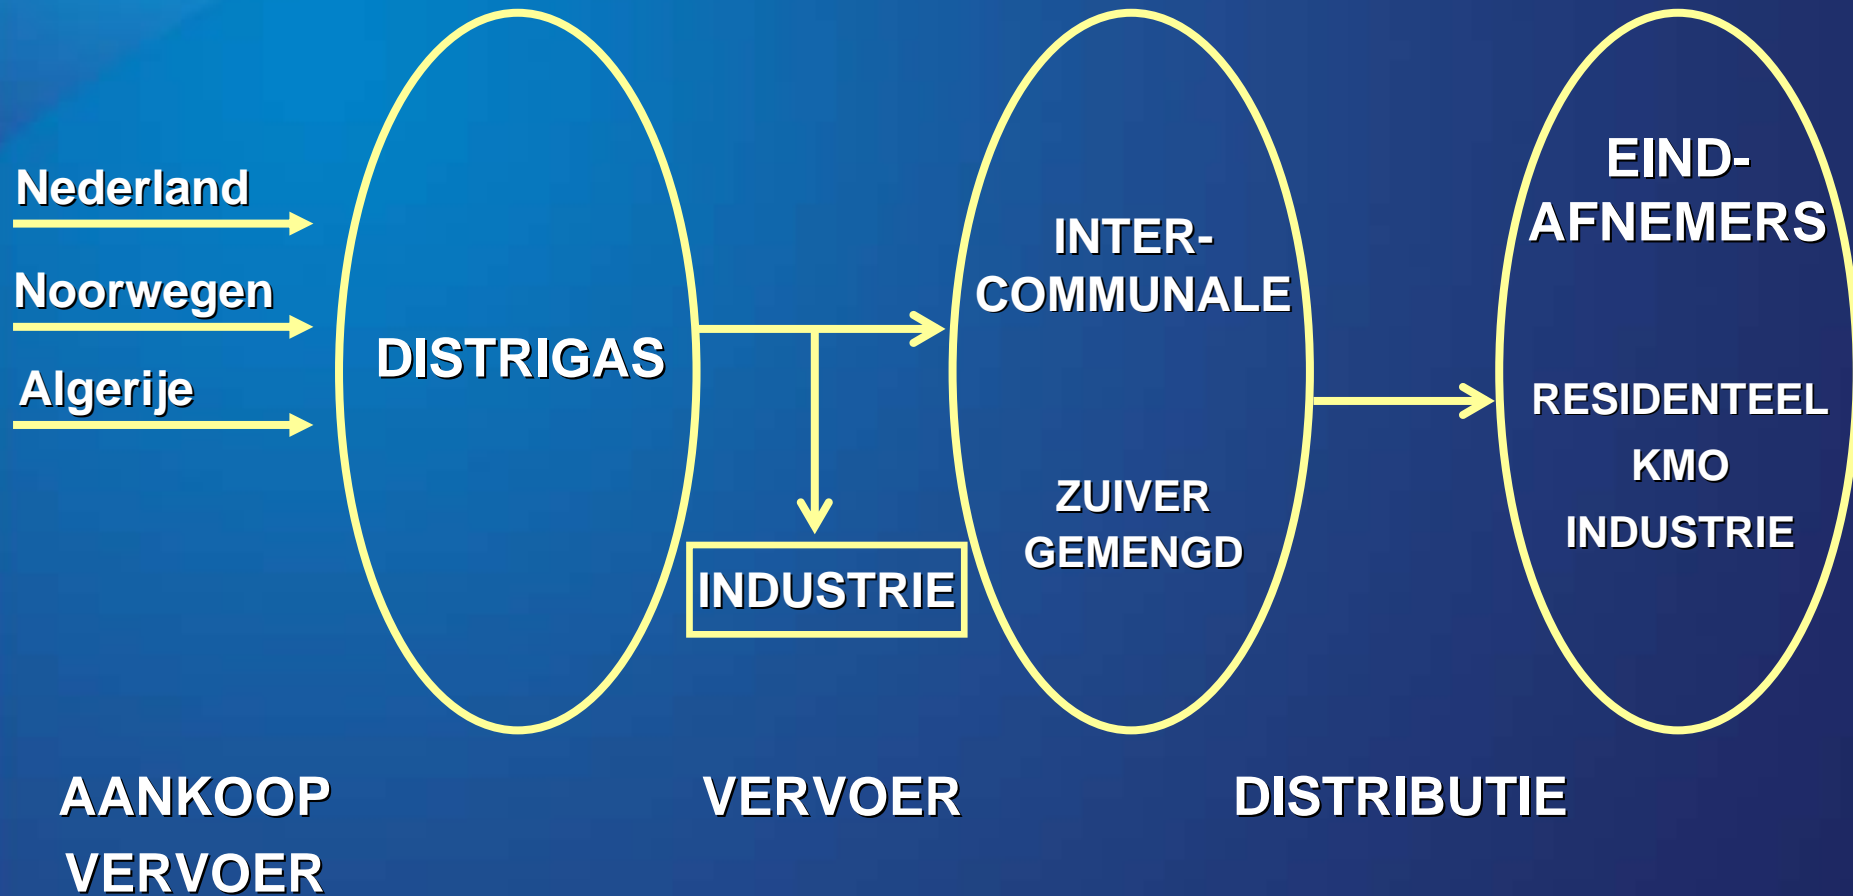 Nederland
Noorwegen
Algerije
DISTRIGAS
INDUSTRIE
INTER-
COMMUNALE
ZUIVER
GEMENGD
EIND-
AFNEMERS
RESIDENTEEL
KMO
INDUSTRIE
AANKOOP
VERVOER
VERVOER
DISTRIBUTIE